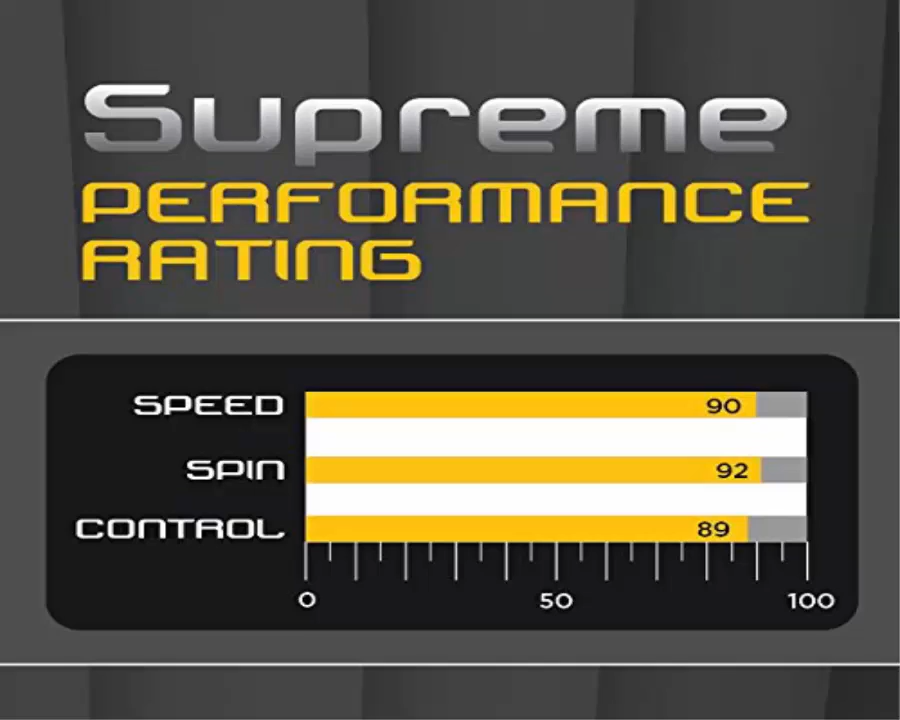 Supreme
PERFORMANCE
RATING
SPEED 90
SPIN 92
CONTROL 89
0 50 100